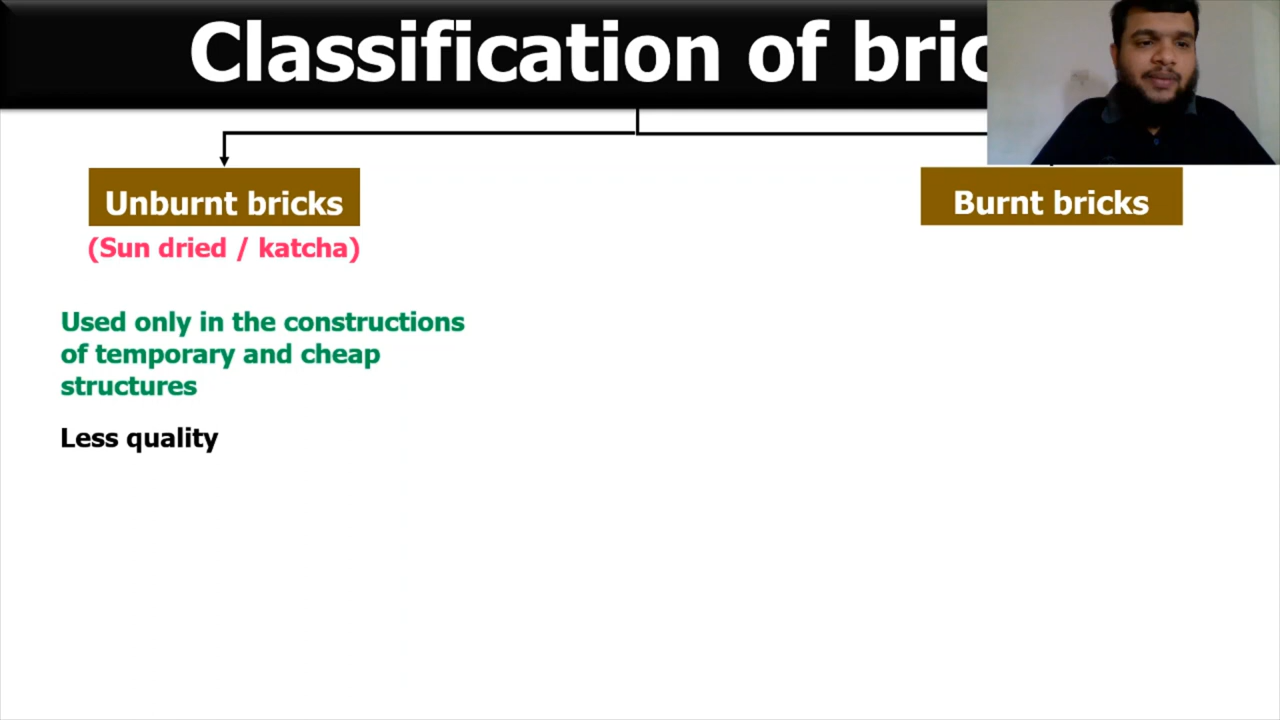 Classification of bric
Unburnt bricks
Burnt bricks
(Sun dried / katcha)
Used only in the constructions
of temporary and cheap
structures
Less quality